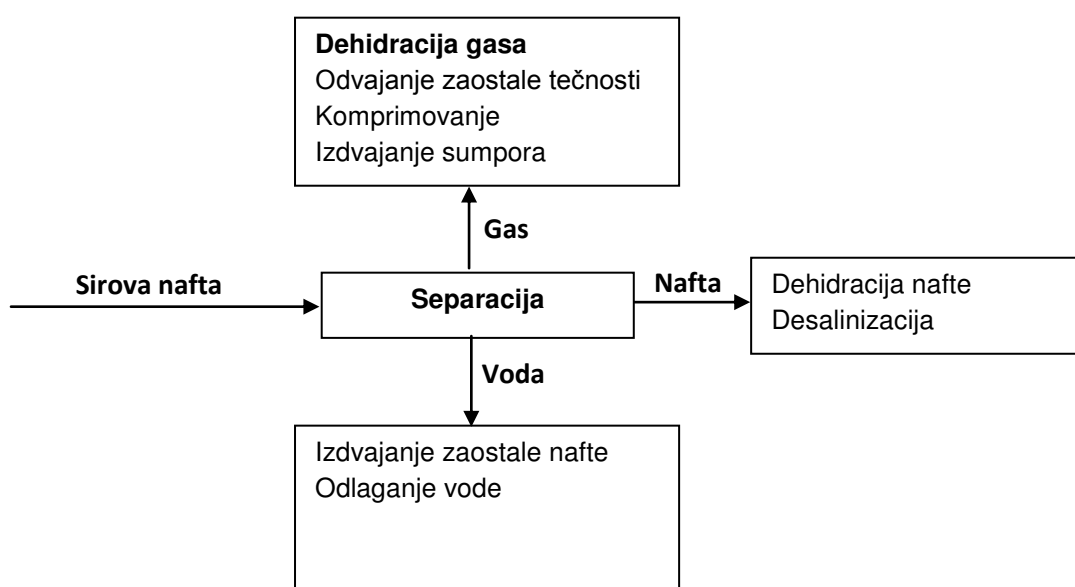 Dehidracija gasa
Odvajanje zaostale tečnosti
Komprimovanje
Izdvajanje sumpora
Gas
Sirova nafta
Separacija
Nafta
Dehidracija nafte
Desalinizacija
Voda
Izdvajanje zaostale nafte
Odlaganje vode